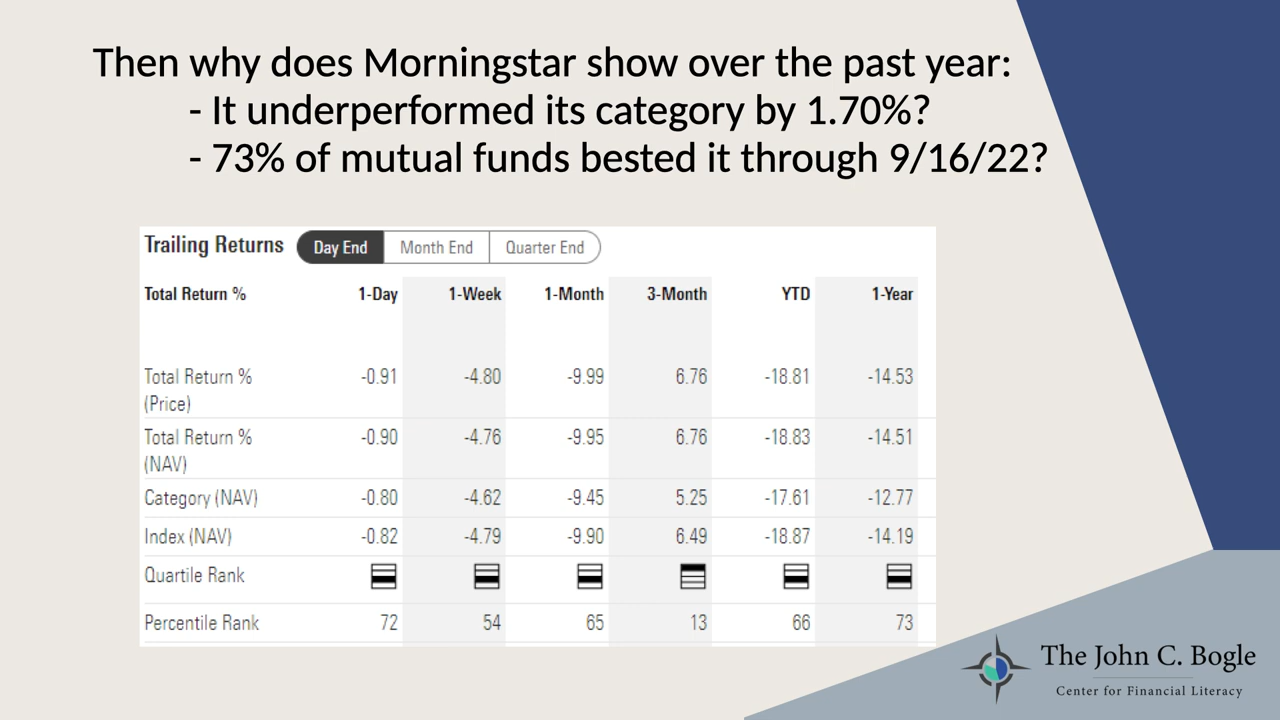 Then why does Morningstar show over the past year:
- It underperformed its category by 1.70%?
- 73% of mutual funds bested it through 9/16/22?
Trailing Returns Day End Month End Quarter End
Total Return % 1-Day 1-Week 1-Month 3-Month YTD 1-Year
Total Return % (Price) -0.91 -4.80 -9.99 6.76 -18.81 -14.53
Total Return % (NAV) -0.90 -4.76 -9.95 6.76 -18.83 -14.51
Category (NAV) -0.80 -4.62 -9.45 5.25 -17.61 -12.77
Index (NAV) -0.82 -4.79 -9.90 6.49 -18.87 -14.19
Quartile Rank
Percentile Rank 72 54 65 13 66 73
The John C. Bogle
Center for Financial Literacy